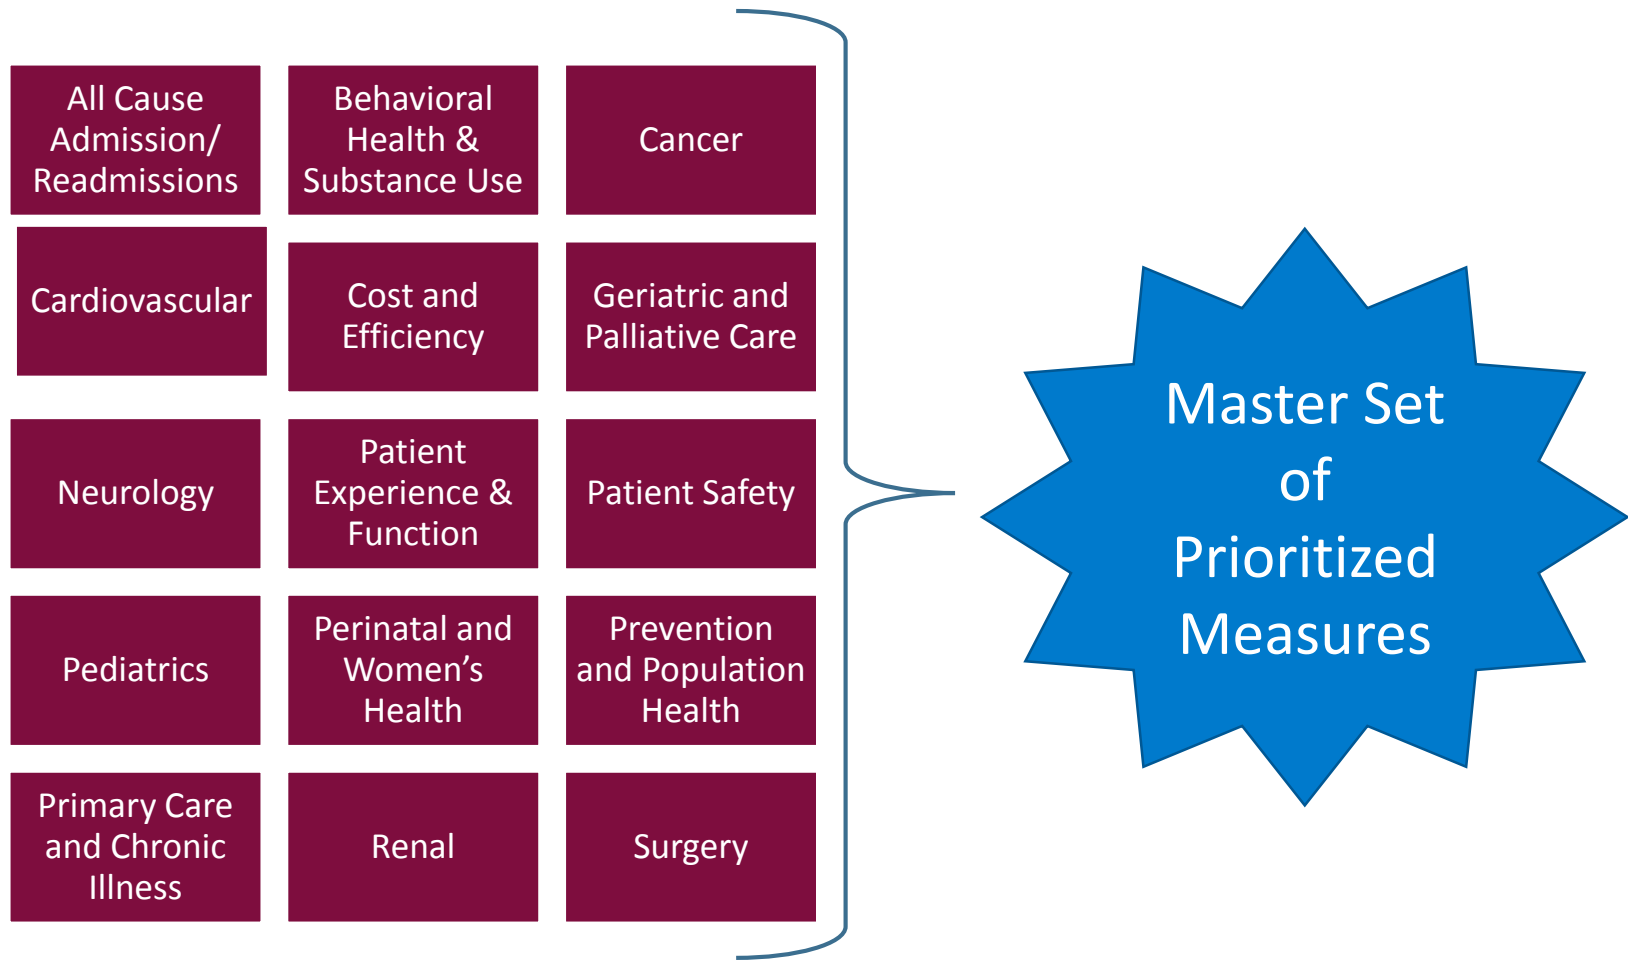 All Cause
Admission/
Readmissions
Behavioral
Health &
Substance Use
Cancer
Cardiovascular
Cost and
Efficiency
Geriatric and
Palliative Care
Neurology
Patient
Experience &
Function
Patient Safety
Pediatrics
Perinatal and
Women’s
Health
Prevention
and Population
Health
Primary Care
and Chronic
Illness
Renal
Surgery
Master Set
of
Prioritized
Measures